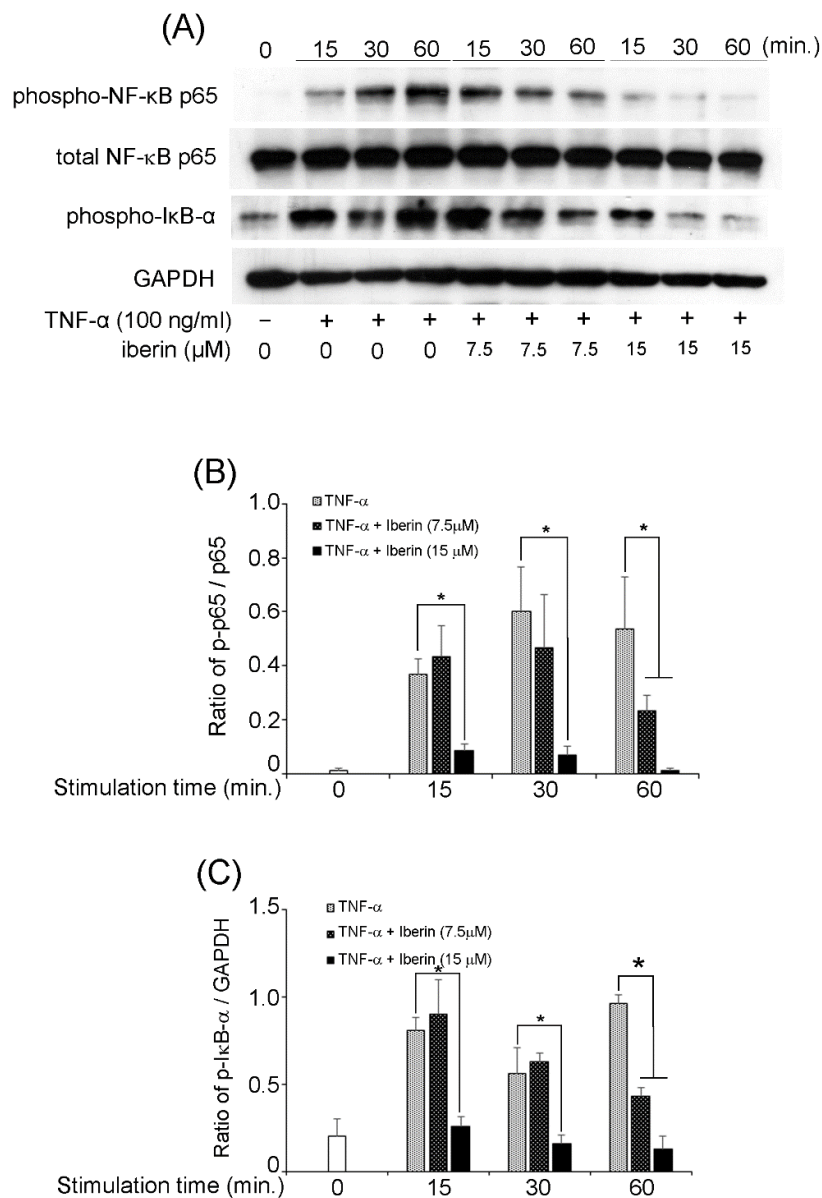 (A)
0 15 30 60 15 30 60 15 30 60 (min.)
phospho-NF-κB p65
total NF-κB p65
phospho-IκB-α
GAPDH
TNF-α (100 ng/ml) – + + + + + + + + +
iberin (μM) 0 0 0 0 7.5 7.5 7.5 15 15 15
(B)
Ratio of p-p65 / p65
1.0
0.8
0.6
0.4
0.2
0
TNF-α
TNF-α + Iberin (7.5μM)
TNF-α + Iberin (15 μM)
* * *
Stimulation time (min.) 0 15 30 60
(C)
Ratio of p-IκB-α / GAPDH
1.5
1.0
0.5
0
TNF-α
TNF-α + Iberin (7.5μM)
TNF-α + Iberin (15 μM)
* * *
Stimulation time (min.) 0 15 30 60